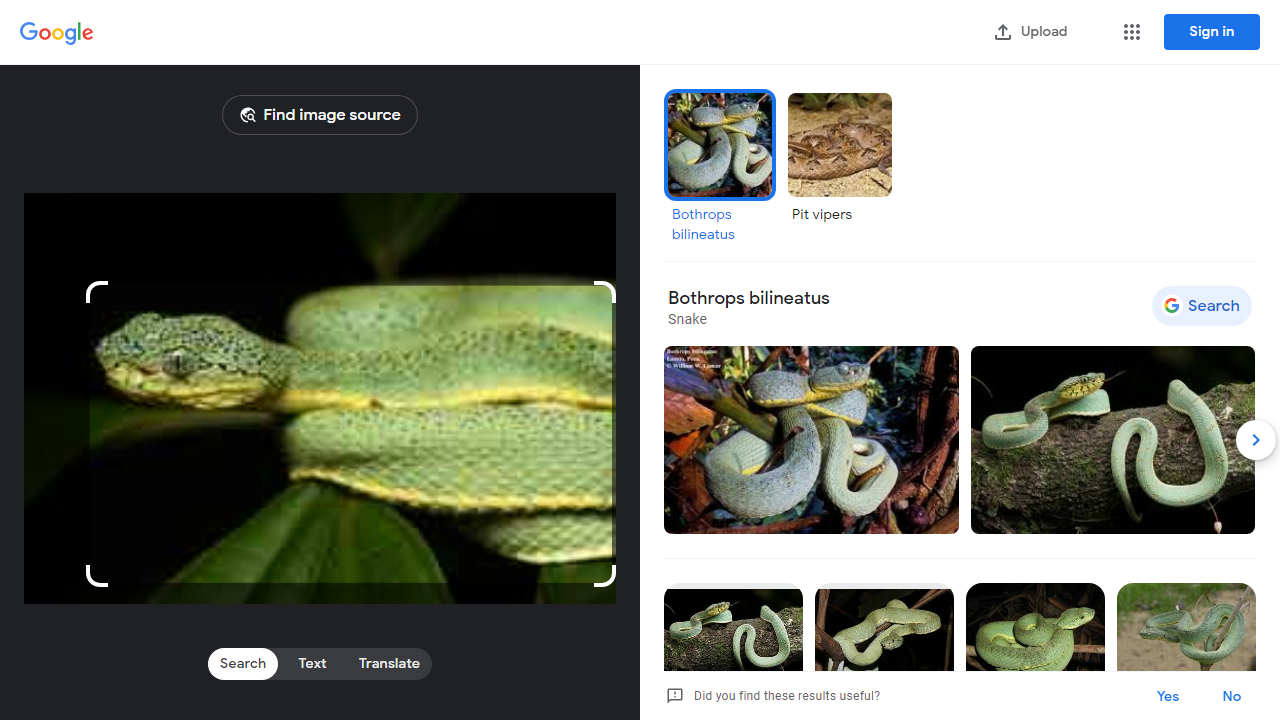 Google
Upload
Sign in
Find image source
Bothrops
bilineatus
Pit vipers
Bothrops bilineatus
Snake
Search
Bothrops bilineatus
Loreto, Peru
© William W. Lamar
Search
Text
Translate
Did you find these results useful?
Yes
No